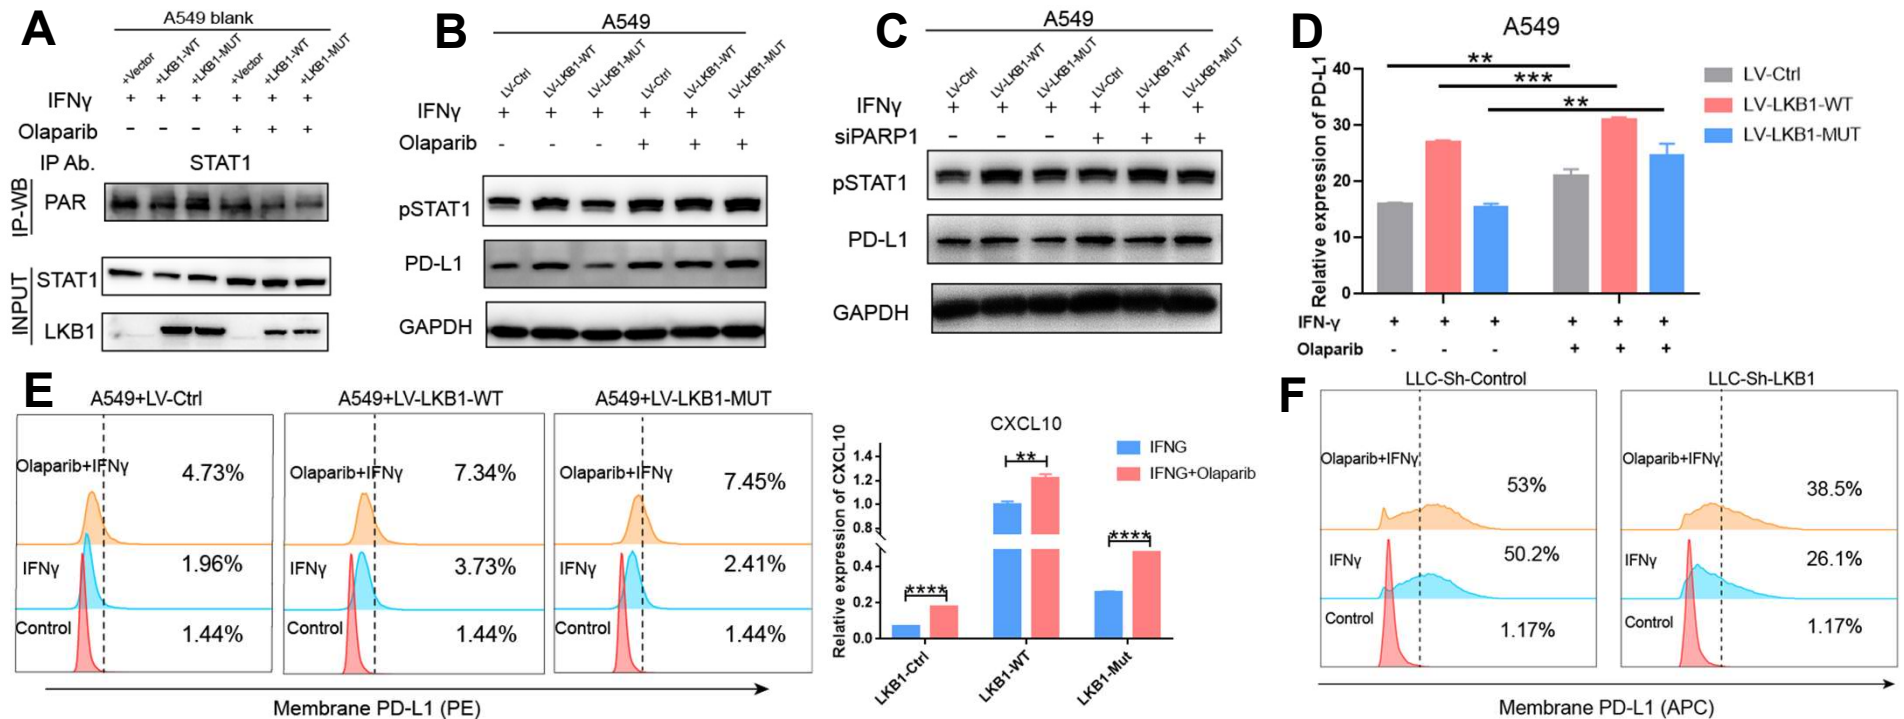 A
A549 blank
+Vector
+LKB1-WT
+LKB1-MUT
+Vector
+LKB1-WT
+LKB1-MUT
IFNγ + + + + + +
Olaparib - - - + + +
IP Ab. STAT1
IP-WB
PAR
INPUT
STAT1
LKB1
B
A549
LV-Ctrl
LV-LKB1-WT
LV-LKB1-MUT
LV-Ctrl
LV-LKB1-WT
LV-LKB1-MUT
IFNγ + + + + + +
Olaparib - - - + + +
pSTAT1
PD-L1
GAPDH
C
A549
LV-Ctrl
LV-LKB1-WT
LV-LKB1-MUT
LV-Ctrl
LV-LKB1-WT
LV-LKB1-MUT
IFNγ + + + + + +
siPARP1 - - - + + +
pSTAT1
PD-L1
GAPDH
D
A549
Relative expression of PD-L1
40
30
20
10
0
**
***
**
LV-Ctrl
LV-LKB1-WT
LV-LKB1-MUT
IFN-γ + + + + + +
Olaparib - - - + + +
E
A549+LV-Ctrl
Olaparib+IFNγ 4.73%
IFNγ 1.96%
Control 1.44%
A549+LV-LKB1-WT
Olaparib+IFNγ 7.34%
IFNγ 3.73%
Control 1.44%
A549+LV-LKB1-MUT
Olaparib+IFNγ 7.45%
IFNγ 2.41%
Control 1.44%
Membrane PD-L1 (PE)
CXCL10
Relative expression of CXCL10
1.4
1.2
1.0
0.8
0.4
0.2
0.0
****
**
****
IFNG
IFNG+Olaparib
LKB1-Ctrl
LKB1-WT
LKB1-Mut
F
LLC-Sh-Control
Olaparib+IFNγ 53%
IFNγ 50.2%
Control 1.17%
LLC-Sh-LKB1
Olaparib+IFNγ 38.5%
IFNγ 26.1%
Control 1.17%
Membrane PD-L1 (APC)